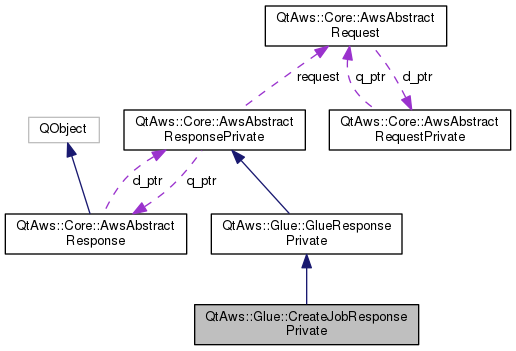 QtAws::Core::AwsAbstract
Request
request
q_ptr
d_ptr
QObject
QtAws::Core::AwsAbstract
ResponsePrivate
QtAws::Core::AwsAbstract
RequestPrivate
d_ptr
q_ptr
QtAws::Core::AwsAbstract
Response
QtAws::Glue::GlueResponse
Private
QtAws::Glue::CreateJobResponse
Private